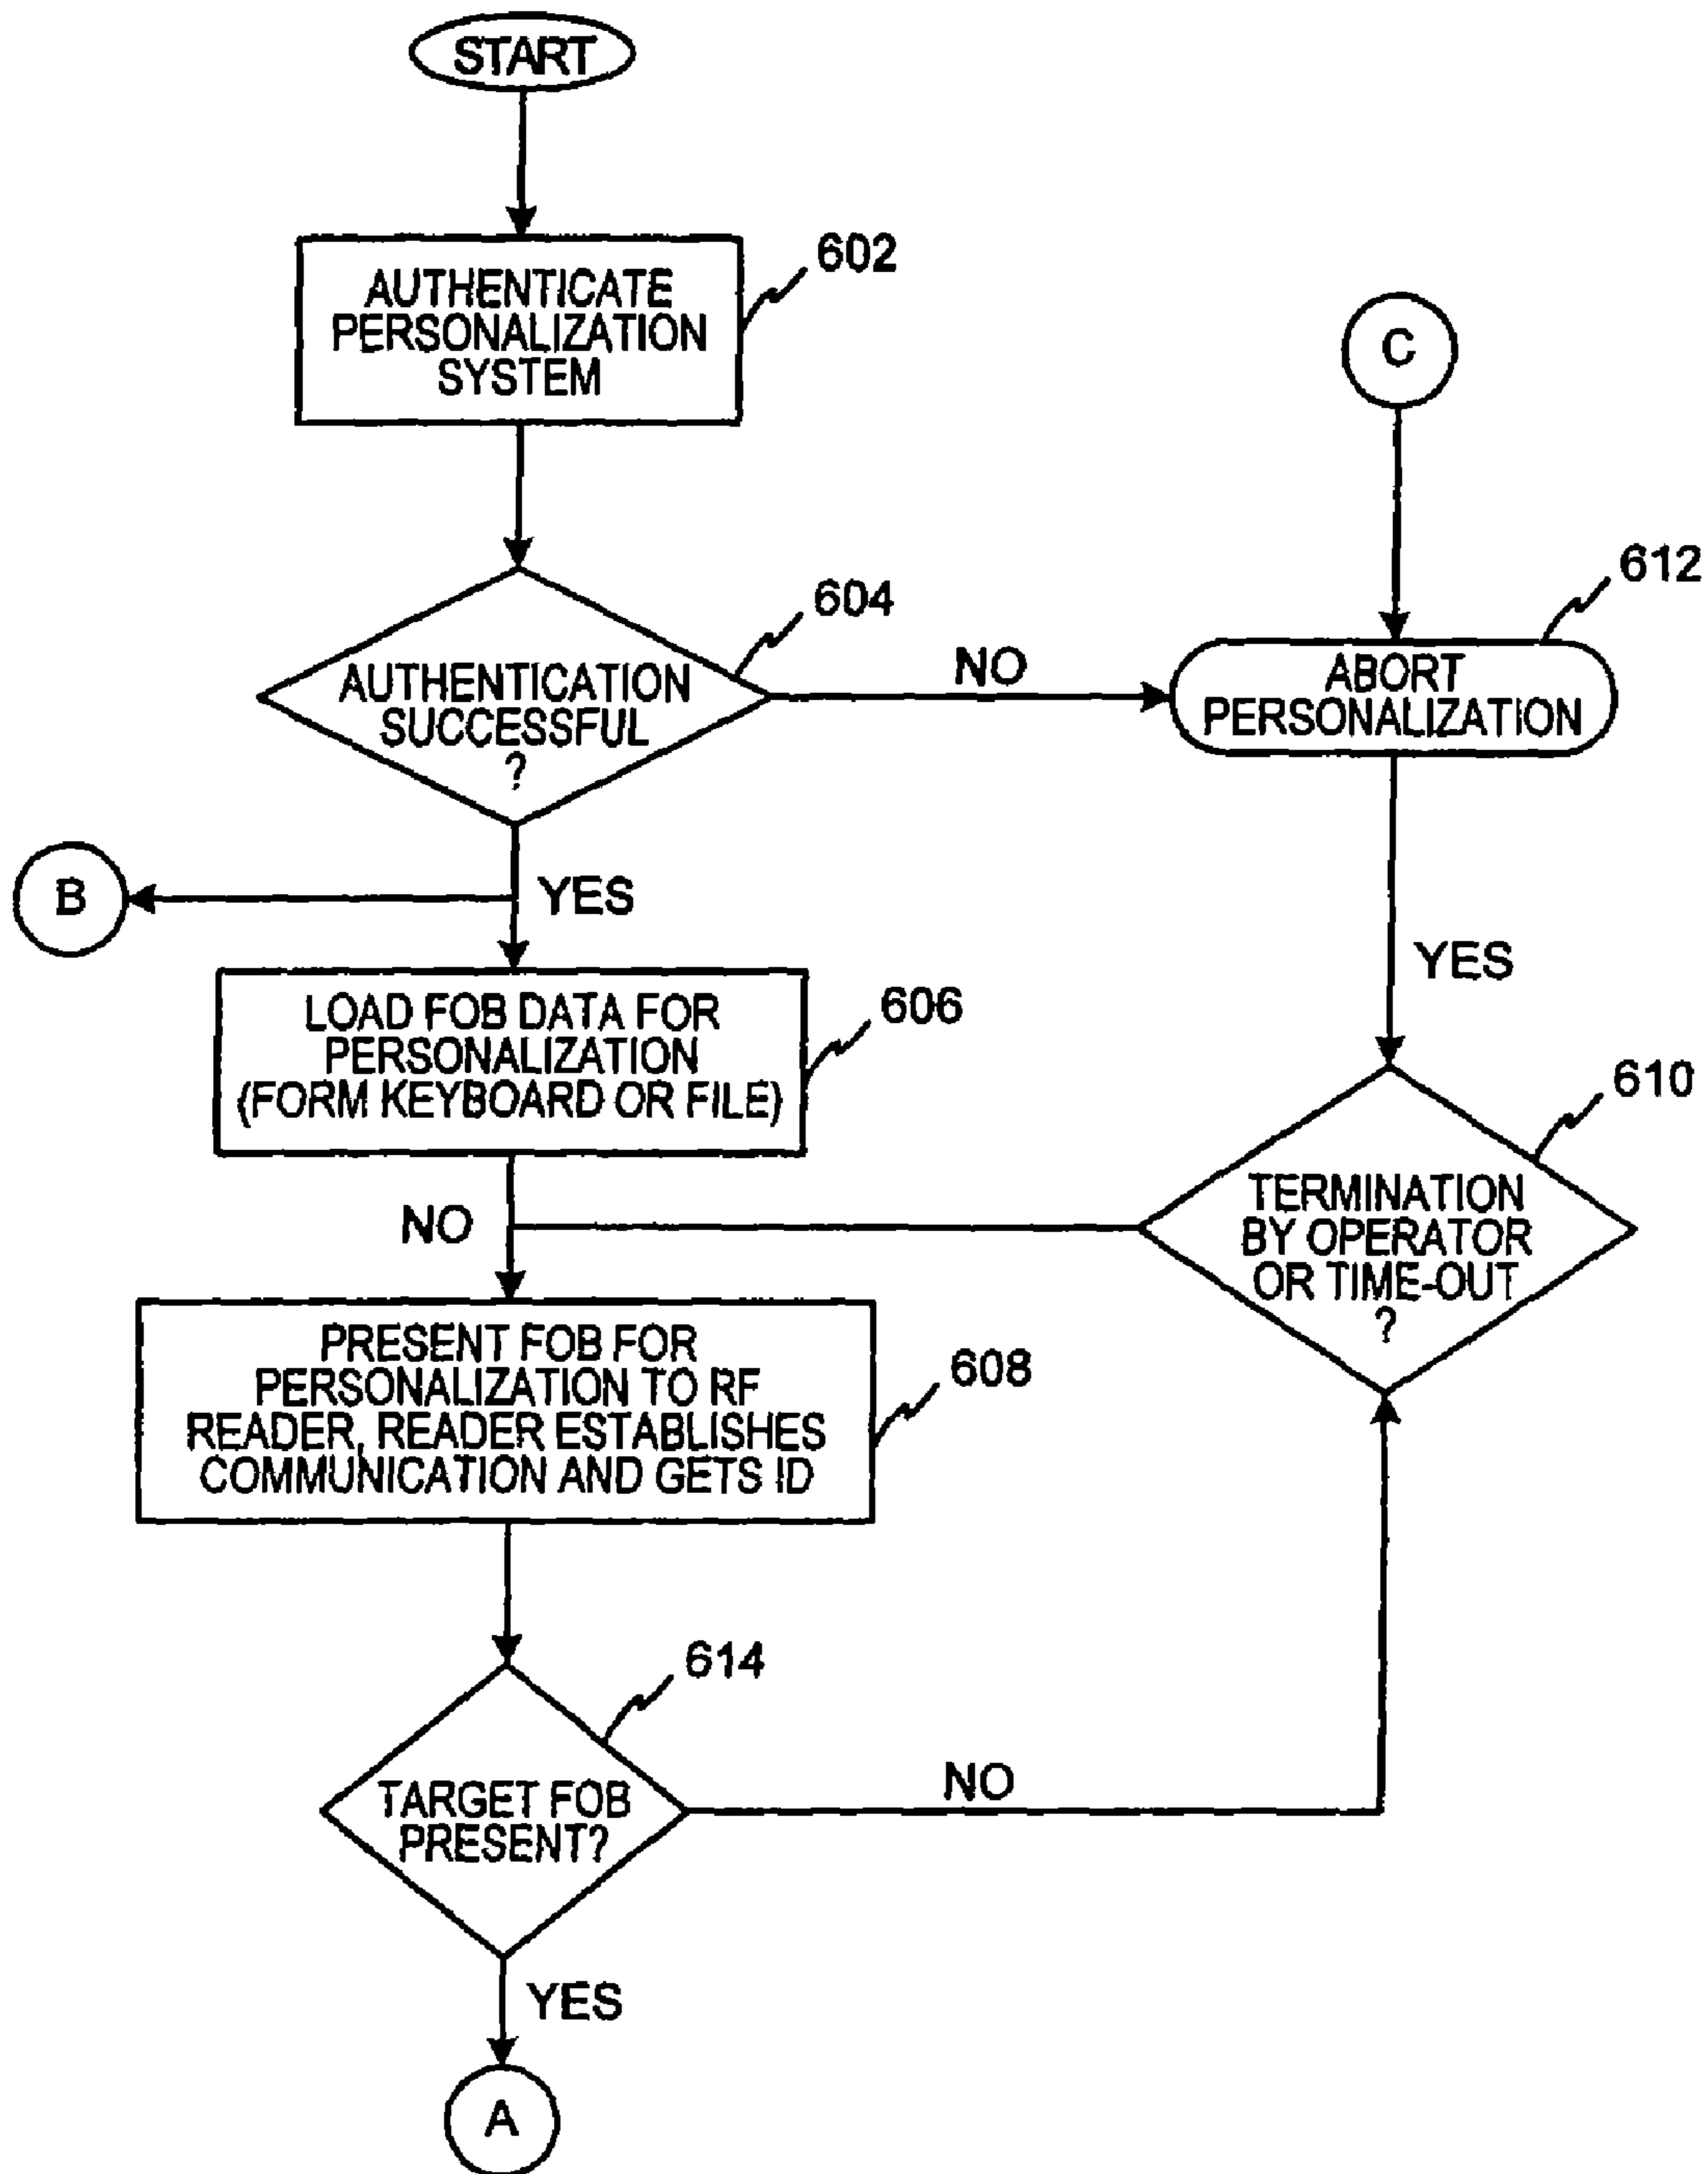 START
602
AUTHENTICATE
PERSONALIZATION
SYSTEM
C
612
604
NO
ABORT
PERSONALIZATION
AUTHENTICATION
SUCCESSFUL
?
B
YES
YES
606
LOAD FOB DATA FOR
PERSONALIZATION
(FORM KEYBOARD OR FILE)
610
NO
TERMINATION
BY OPERATOR
OR TIME-OUT
?
PRESENT FOB FOR
PERSONALIZATION TO RF
READER, READER ESTABLISHES
COMMUNICATION AND GETS ID
608
614
TARGET FOB
PRESENT?
NO
YES
A